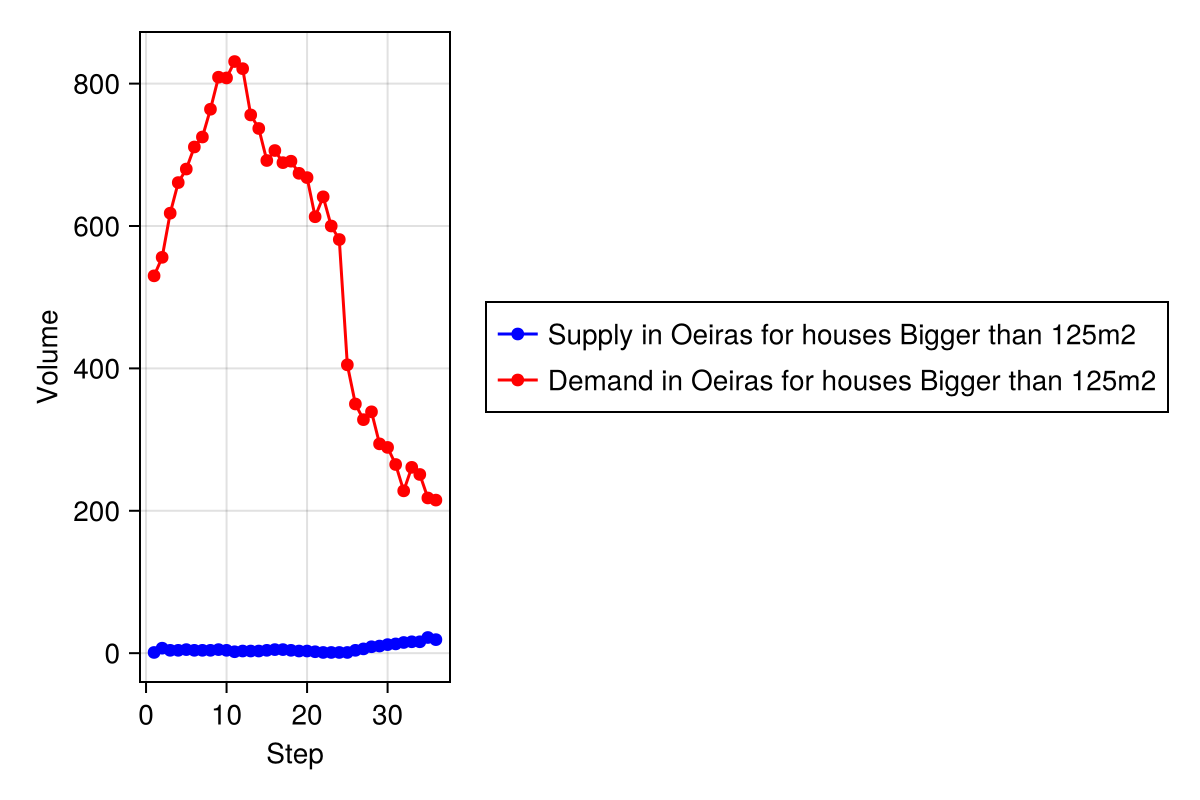 800
600
400
200
0
Volume
0 10 20 30
Step
Supply in Oeiras for houses Bigger than 125m2
Demand in Oeiras for houses Bigger than 125m2